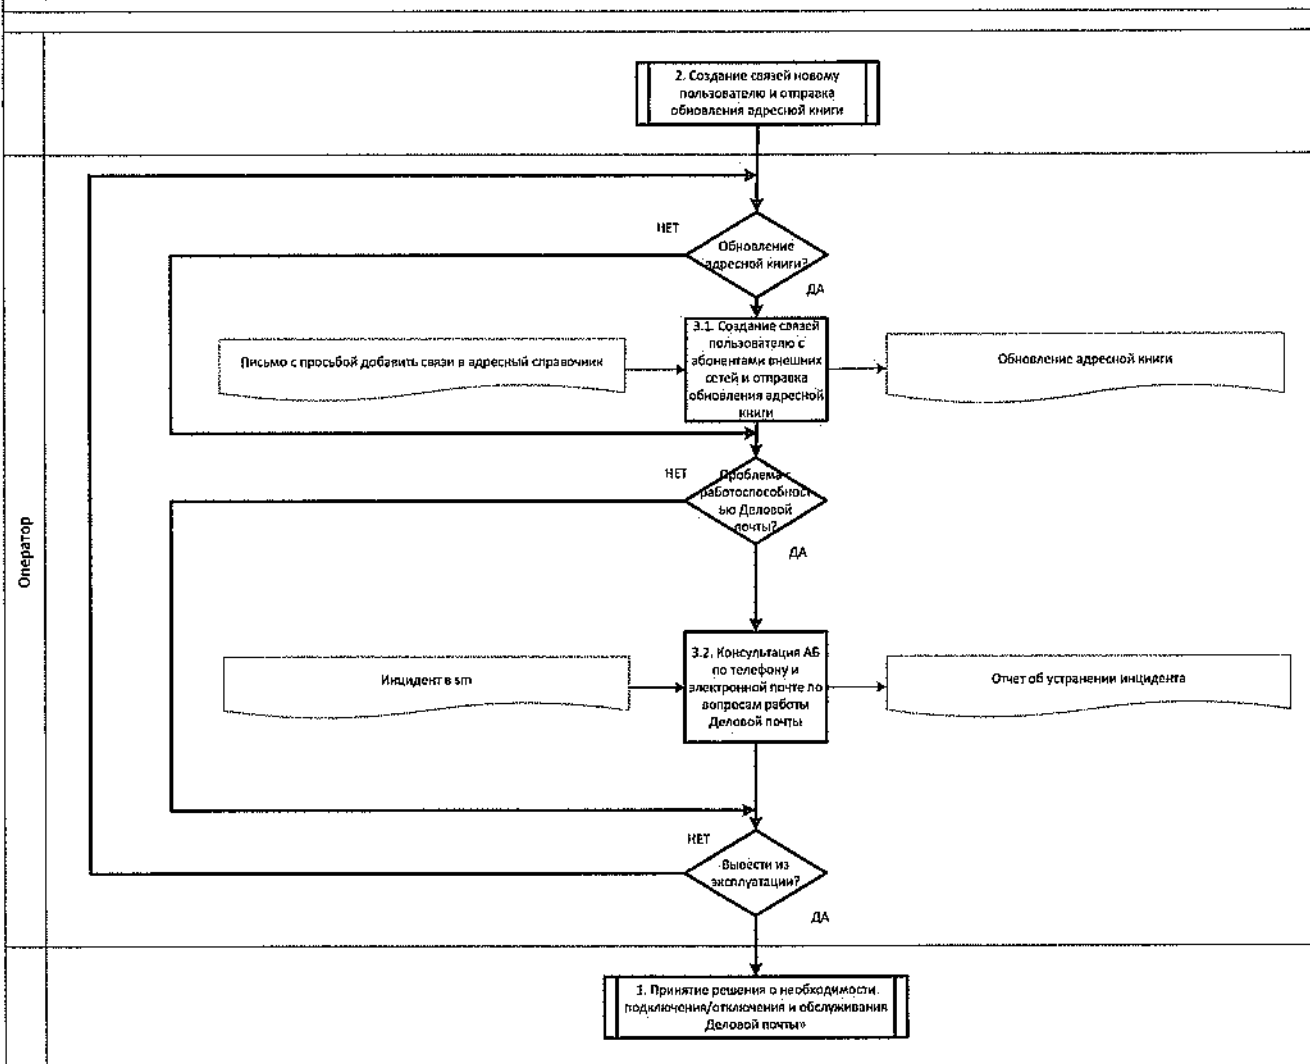 2. Создание связей новому
пользователю и отправка
обновления адресной книги
НЕТ
Обновление
адресной книги?
ДА
Письмо с просьбой добавить связи в адресный справочник
3.1. Создание связей
пользователю с
абонентами внешних
сетей и отправка
обновления адресной
книги
Обновление адресной книги
НЕТ
Проблема с
работоспособност
ью Деловой
почты?
ДА
Оператор
Инцидент в sm
3.2. Консультация АБ
по телефону и
электронной почте по
вопросам работы
Деловой почты
Отчет об устранении инцидента
НЕТ
Вывести из
эксплуатации?
ДА
1. Принятие решения о необходимости
подключения/отключения и обслуживания
Деловой почты»